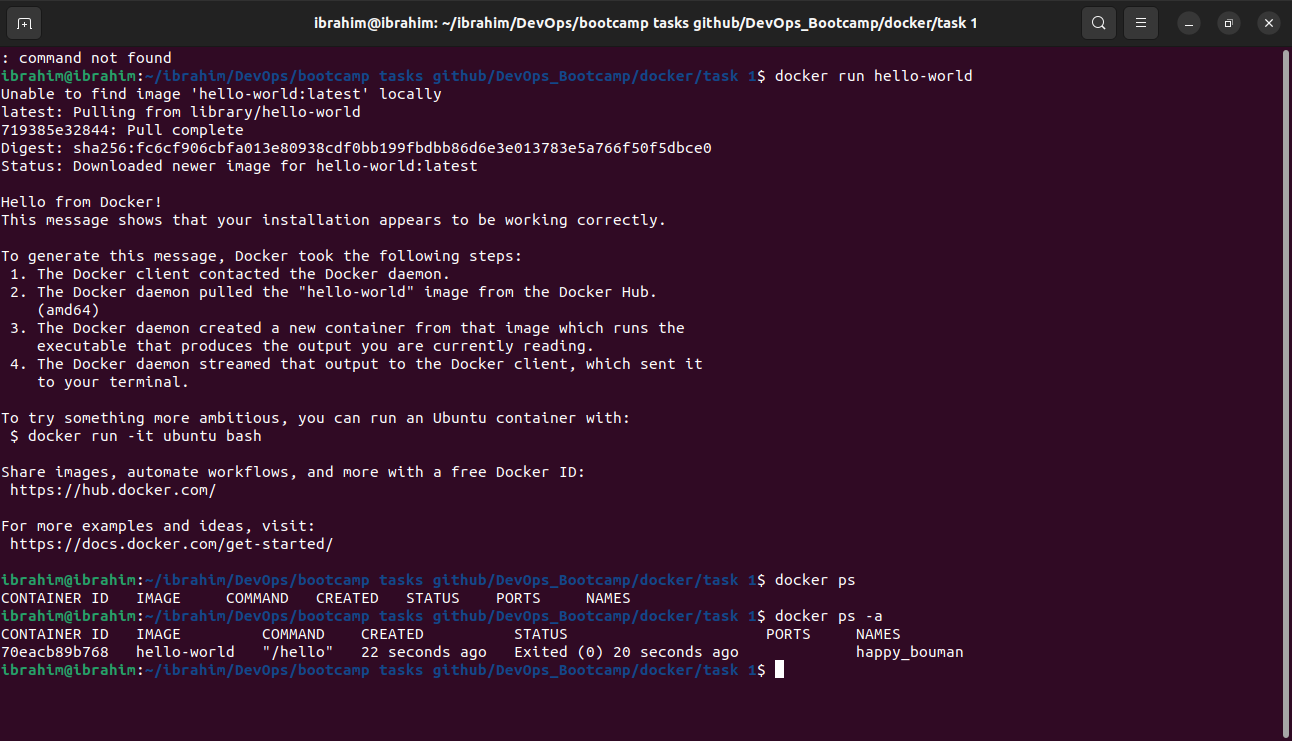 ibrahim@ibrahim: ~/ibrahim/DevOps/bootcamp tasks github/DevOps_Bootcamp/docker/task 1
: command not found
ibrahim@ibrahim:~/ibrahim/DevOps/bootcamp tasks github/DevOps_Bootcamp/docker/task 1$ docker run hello-world
Unable to find image 'hello-world:latest' locally
latest: Pulling from library/hello-world
719385e32844: Pull complete
Digest: sha256:fc6cf906cbfa013e80938cdf0bb199fbdbb86d6e3e013783e5a766f50f5dbce0
Status: Downloaded newer image for hello-world:latest

Hello from Docker!
This message shows that your installation appears to be working correctly.

To generate this message, Docker took the following steps:
 1. The Docker client contacted the Docker daemon.
 2. The Docker daemon pulled the "hello-world" image from the Docker Hub.
    (amd64)
 3. The Docker daemon created a new container from that image which runs the
    executable that produces the output you are currently reading.
 4. The Docker daemon streamed that output to the Docker client, which sent it
    to your terminal.

To try something more ambitious, you can run an Ubuntu container with:
 $ docker run -it ubuntu bash

Share images, automate workflows, and more with a free Docker ID:
 https://hub.docker.com/

For more examples and ideas, visit:
 https://docs.docker.com/get-started/

ibrahim@ibrahim:~/ibrahim/DevOps/bootcamp tasks github/DevOps_Bootcamp/docker/task 1$ docker ps
CONTAINER ID   IMAGE     COMMAND   CREATED   STATUS    PORTS     NAMES
ibrahim@ibrahim:~/ibrahim/DevOps/bootcamp tasks github/DevOps_Bootcamp/docker/task 1$ docker ps -a
CONTAINER ID   IMAGE         COMMAND    CREATED          STATUS                      PORTS     NAMES
70eacb89b768   hello-world   "/hello"   22 seconds ago   Exited (0) 20 seconds ago             happy_bouman
ibrahim@ibrahim:~/ibrahim/DevOps/bootcamp tasks github/DevOps_Bootcamp/docker/task 1$